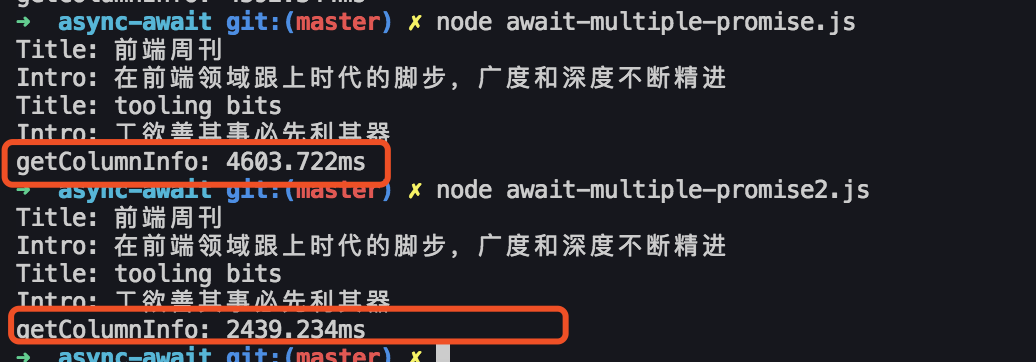 ➜ async-await git:(master) ✗ node await-multiple-promise.js
Title: 前端周刊
Intro: 在前端领域跟上时代的脚步，广度和深度不断精进
Title: tooling bits
Intro: 工欲善其事必先利其器
getColumnInfo: 4603.722ms
➜ async-await git:(master) ✗ node await-multiple-promise2.js
Title: 前端周刊
Intro: 在前端领域跟上时代的脚步，广度和深度不断精进
Title: tooling bits
Intro: 工欲善其事必先利其器
getColumnInfo: 2439.234ms
➜ async-await git:(master) ✗